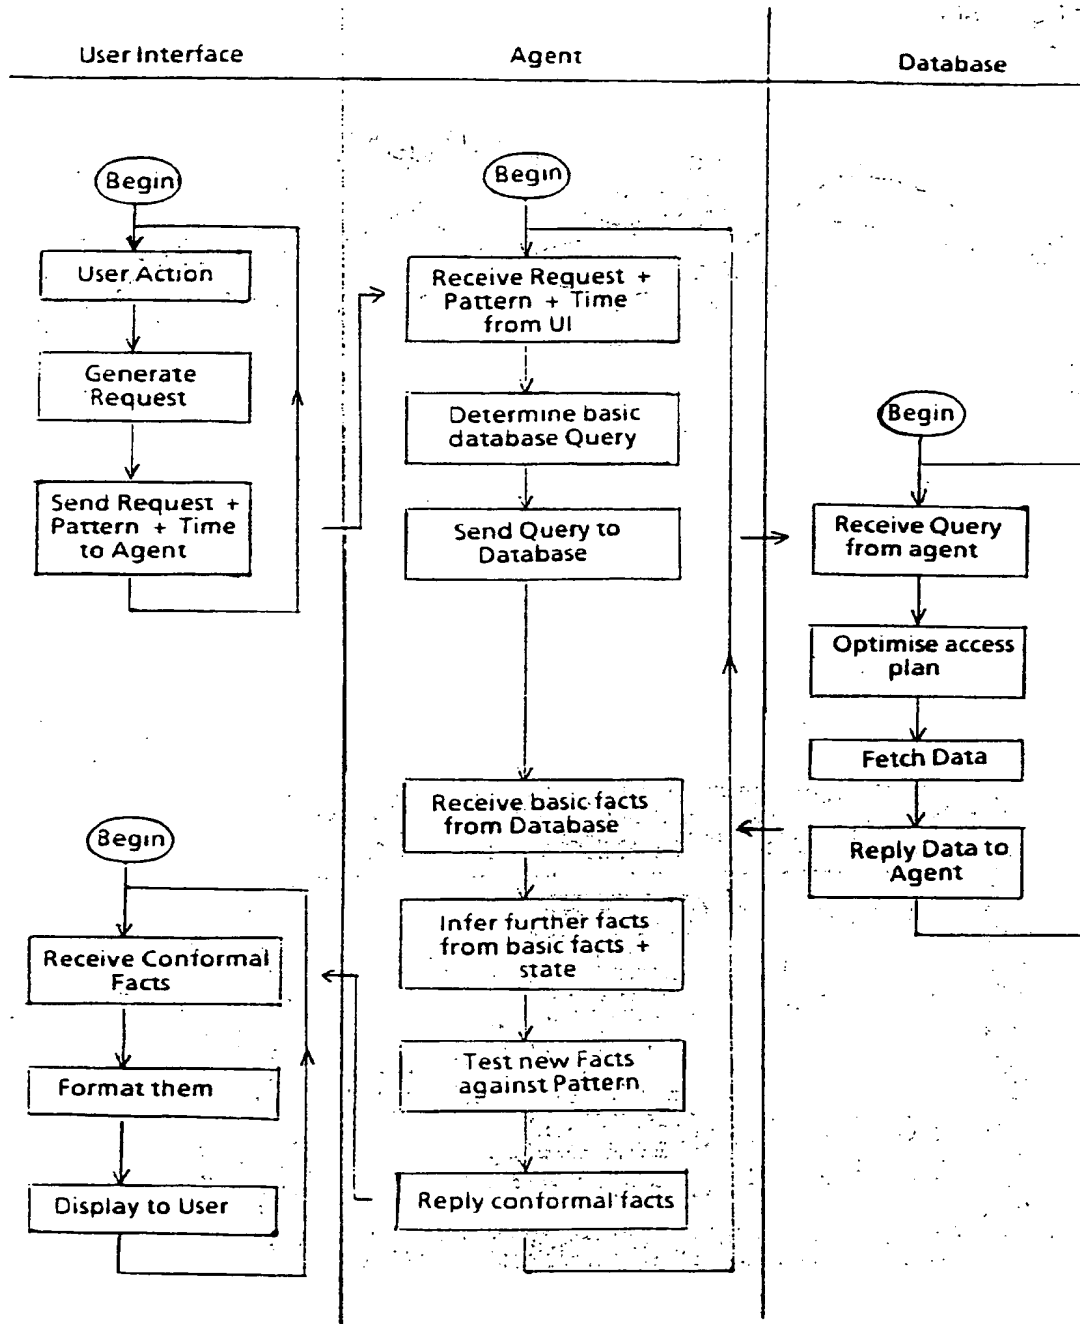 User Interface
Agent
Database
Begin
User Action
Generate
Request
Send Request +
Pattern + Time
to Agent
Begin
Receive Conformal
Facts
Format them
Display to User
Begin
Receive Request +
Pattern + Time
from UI
Determine basic
database Query
Send Query to
Database
Receive basic facts
from Database
Infer further facts
from basic facts +
state
Test new Facts
against Pattern
Reply conformal facts
Begin
Receive Query
from agent
Optimise access
plan
Fetch Data
Reply Data to
Agent